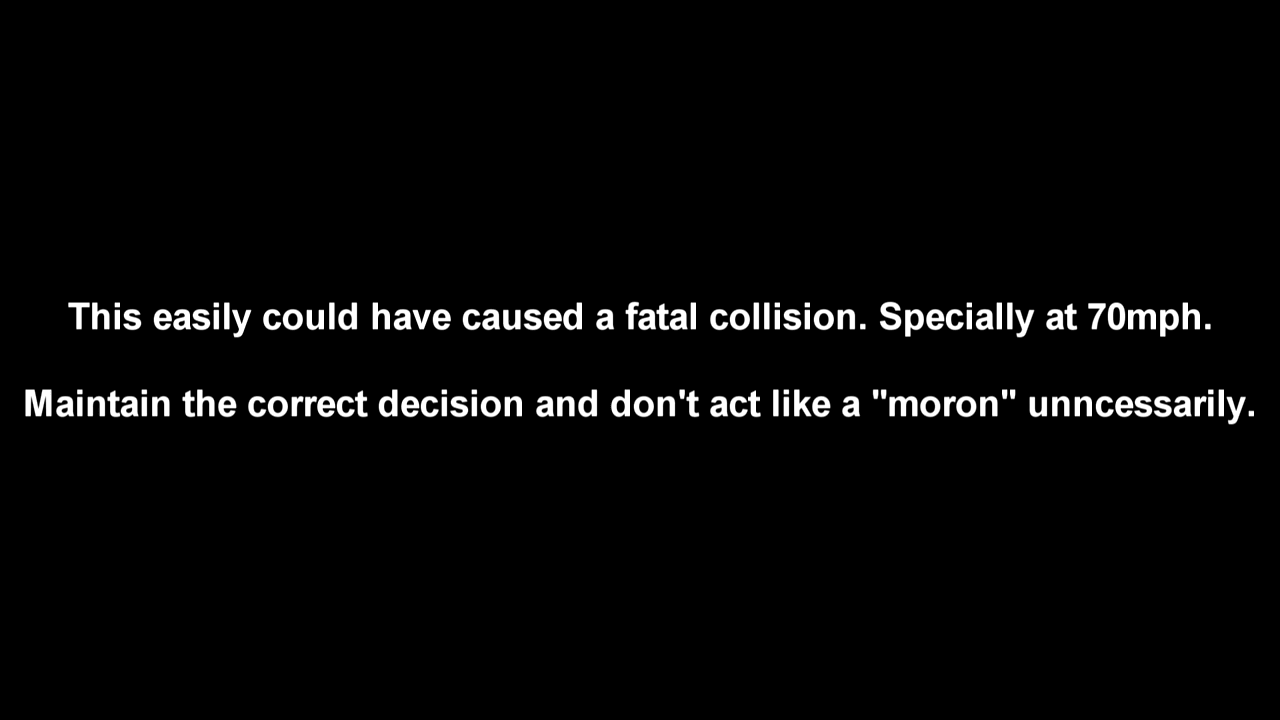 This easily could have caused a fatal collision. Specially at 70mph.
Maintain the correct decision and don't act like a "moron" unncessarily.